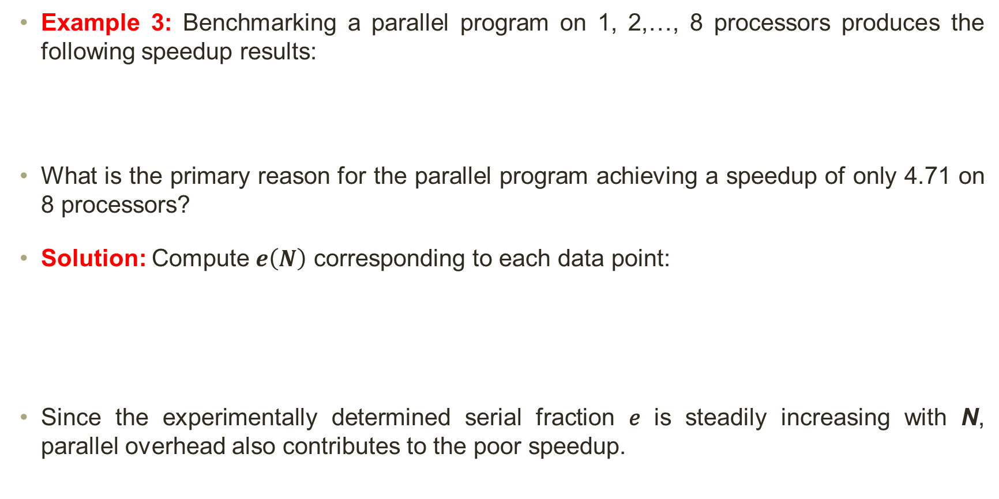 • Example 3: Benchmarking a parallel program on 1, 2,…, 8 processors produces the
following speedup results:
• What is the primary reason for the parallel program achieving a speedup of only 4.71 on
8 processors?
• Solution: Compute e(N) corresponding to each data point:
• Since the experimentally determined serial fraction e is steadily increasing with N,
parallel overhead also contributes to the poor speedup.